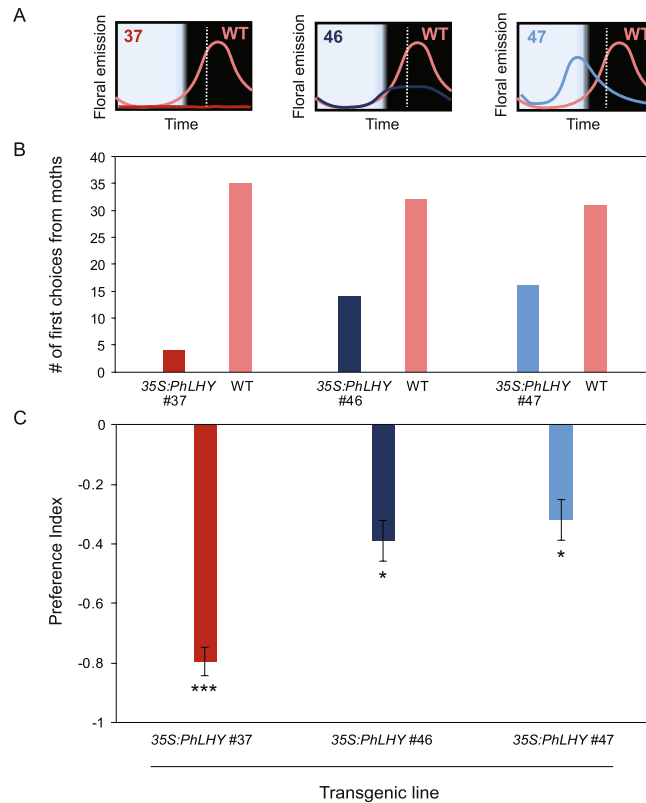 A
Floral emission
37
WT
Time
Floral emission
46
WT
Time
Floral emission
47
WT
Time
B
# of first choices from moths
40
35
30
25
20
15
10
5
0
35S:PhLHY
#37
WT
35S:PhLHY
#46
WT
35S:PhLHY
#47
WT
C
Preference Index
0
-0.2
-0.4
-0.6
-0.8
-1
***
*
*
35S:PhLHY #37
35S:PhLHY #46
35S:PhLHY #47
Transgenic line